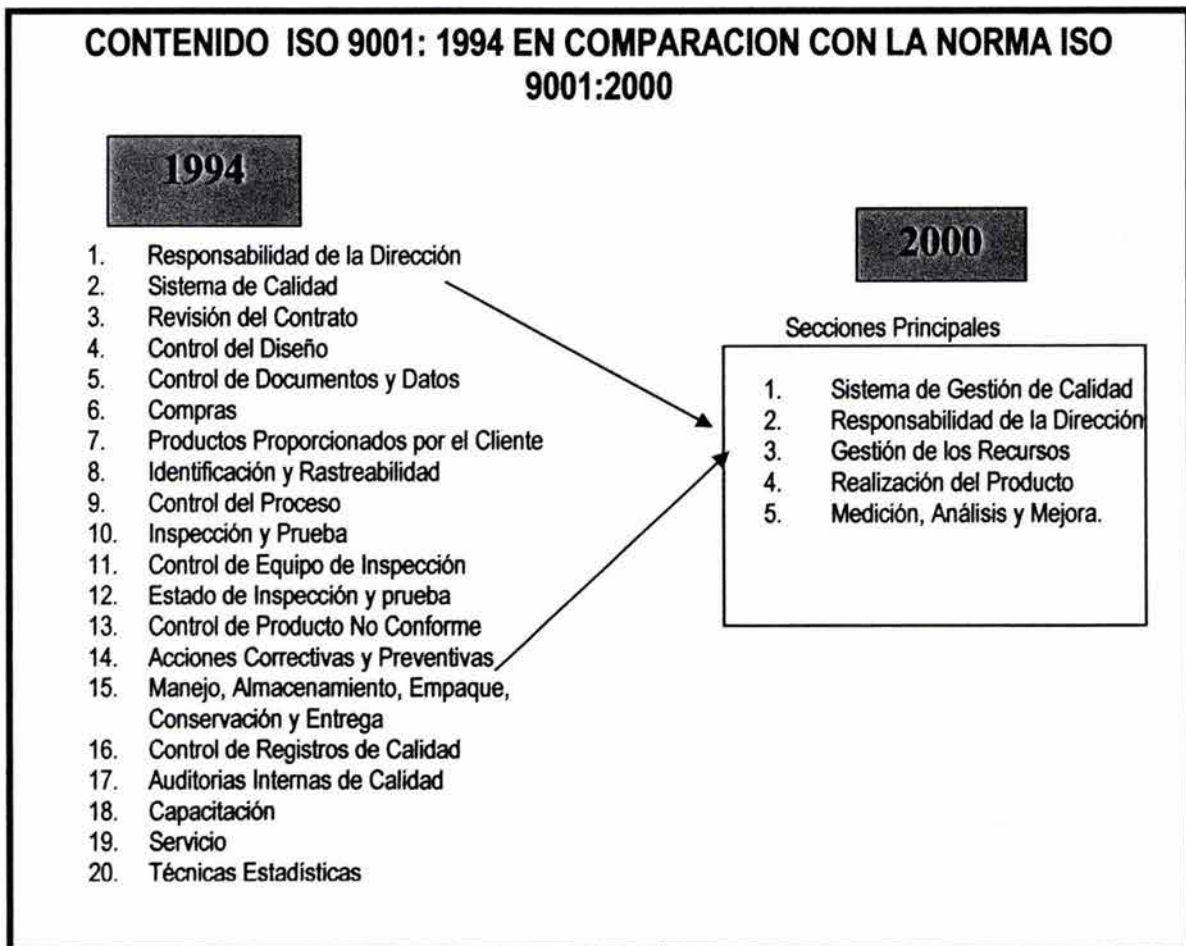 CONTENIDO ISO 9001: 1994 EN COMPARACION CON LA NORMA ISO
9001:2000
1994
1. Responsabilidad de la Dirección
2. Sistema de Calidad
3. Revisión del Contrato
4. Control del Diseño
5. Control de Documentos y Datos
6. Compras
7. Productos Proporcionados por el Cliente
8. Identificación y Rastreabilidad
9. Control del Proceso
10. Inspección y Prueba
11. Control de Equipo de Inspección
12. Estado de Inspección y prueba
13. Control de Producto No Conforme
14. Acciones Correctivas y Preventivas
15. Manejo, Almacenamiento, Empaque,
Conservación y Entrega
16. Control de Registros de Calidad
17. Auditorias Internas de Calidad
18. Capacitación
19. Servicio
20. Técnicas Estadísticas
2000
Secciones Principales
1. Sistema de Gestión de Calidad
2. Responsabilidad de la Dirección
3. Gestión de los Recursos
4. Realización del Producto
5. Medición, Análisis y Mejora.